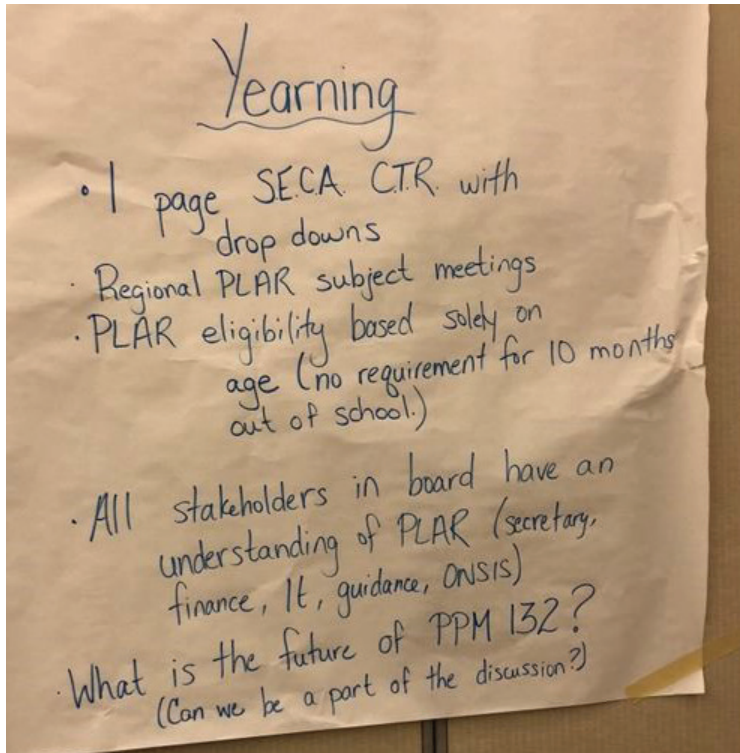 Yearning
• 1 page S.E.C.A. C.T.R. with
drop downs
· Regional PLAR subject meetings
· PLAR eligibility based solely on
age (no requirement for 10 months
out of school.)
· All stakeholders in board have an
understanding of PLAR (secretary,
finance, It, guidance, ONSIS)
· What is the future of PPM 132?
(Can we be a part of the discussion?)